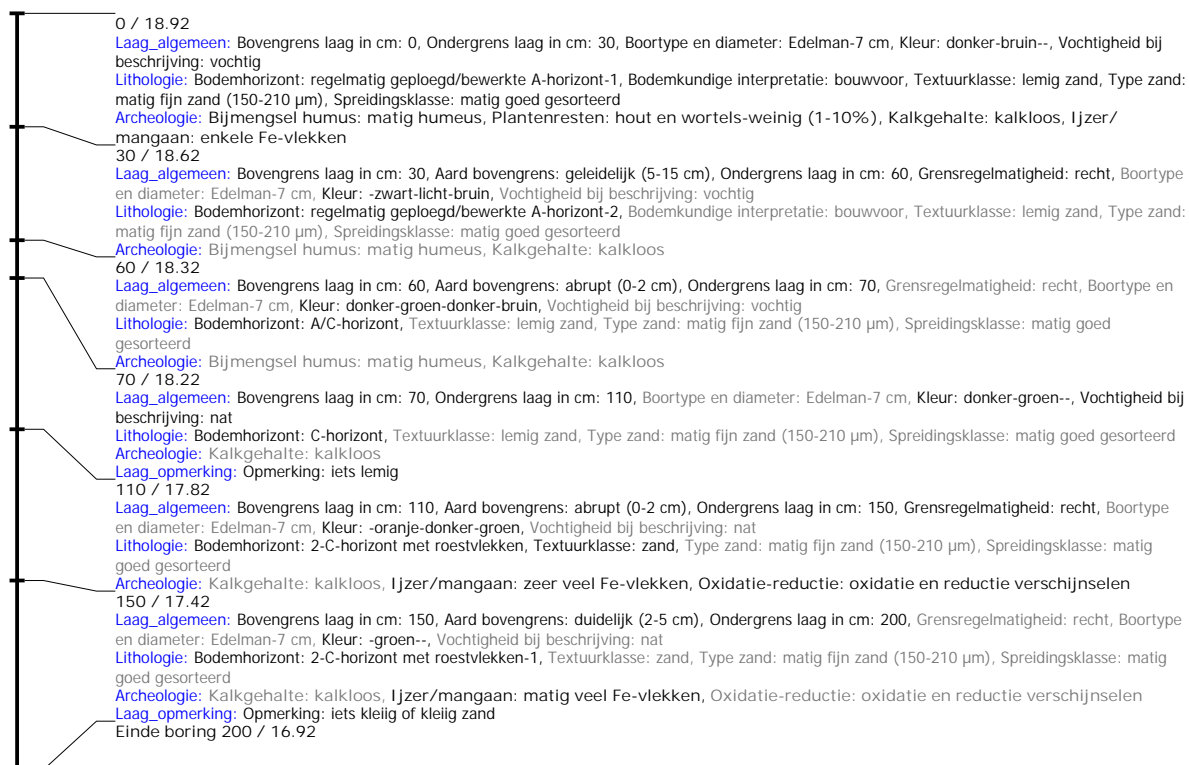 0 / 18.92
Laag_algemeen: Bovengrens laag in cm: 0, Ondergrens laag in cm: 30, Boortype en diameter: Edelman-7 cm, Kleur: donker-bruin--, Vochtigheid bij
beschrijving: vochtig
Lithologie: Bodemhorizont: regelmatig geploegd/bewerkte A-horizont-1, Bodemkundige interpretatie: bouwvoor, Textuurklasse: lemig zand, Type zand:
matig fijn zand (150-210 µm), Spreidingsklasse: matig goed gesorteerd
Archeologie: Bijmengsel humus: matig humeus, Plantenresten: hout en wortels-weinig (1-10%), Kalkgehalte: kalkloos, Ijzer/
mangaan: enkele Fe-vlekken
30 / 18.62
Laag_algemeen: Bovengrens laag in cm: 30, Aard bovengrens: geleidelijk (5-15 cm), Ondergrens laag in cm: 60, Grensregelmatigheid: recht, Boortype
en diameter: Edelman-7 cm, Kleur: -zwart-licht-bruin, Vochtigheid bij beschrijving: vochtig
Lithologie: Bodemhorizont: regelmatig geploegd/bewerkte A-horizont-2, Bodemkundige interpretatie: bouwvoor, Textuurklasse: lemig zand, Type zand:
matig fijn zand (150-210 µm), Spreidingsklasse: matig goed gesorteerd
Archeologie: Bijmengsel humus: matig humeus, Kalkgehalte: kalkloos
60 / 18.32
Laag_algemeen: Bovengrens laag in cm: 60, Aard bovengrens: abrupt (0-2 cm), Ondergrens laag in cm: 70, Grensregelmatigheid: recht, Boortype en
diameter: Edelman-7 cm, Kleur: donker-groen-donker-bruin, Vochtigheid bij beschrijving: vochtig
Lithologie: Bodemhorizont: A/C-horizont, Textuurklasse: lemig zand, Type zand: matig fijn zand (150-210 µm), Spreidingsklasse: matig goed
gesorteerd
Archeologie: Bijmengsel humus: matig humeus, Kalkgehalte: kalkloos
70 / 18.22
Laag_algemeen: Bovengrens laag in cm: 70, Ondergrens laag in cm: 110, Boortype en diameter: Edelman-7 cm, Kleur: donker-groen--, Vochtigheid bij
beschrijving: nat
Lithologie: Bodemhorizont: C-horizont, Textuurklasse: lemig zand, Type zand: matig fijn zand (150-210 µm), Spreidingsklasse: matig goed gesorteerd
Archeologie: Kalkgehalte: kalkloos
Laag_opmerking: Opmerking: iets lemig
110 / 17.82
Laag_algemeen: Bovengrens laag in cm: 110, Aard bovengrens: abrupt (0-2 cm), Ondergrens laag in cm: 150, Grensregelmatigheid: recht, Boortype
en diameter: Edelman-7 cm, Kleur: -oranje-donker-groen, Vochtigheid bij beschrijving: nat
Lithologie: Bodemhorizont: 2-C-horizont met roestvlekken, Textuurklasse: zand, Type zand: matig fijn zand (150-210 µm), Spreidingsklasse: matig
goed gesorteerd
Archeologie: Kalkgehalte: kalkloos, Ijzer/mangaan: zeer veel Fe-vlekken, Oxidatie-reductie: oxidatie en reductie verschijnselen
150 / 17.42
Laag_algemeen: Bovengrens laag in cm: 150, Aard bovengrens: duidelijk (2-5 cm), Ondergrens laag in cm: 200, Grensregelmatigheid: recht, Boortype
en diameter: Edelman-7 cm, Kleur: -groen--, Vochtigheid bij beschrijving: nat
Lithologie: Bodemhorizont: 2-C-horizont met roestvlekken-1, Textuurklasse: zand, Type zand: matig fijn zand (150-210 µm), Spreidingsklasse: matig
goed gesorteerd
Archeologie: Kalkgehalte: kalkloos, Ijzer/mangaan: matig veel Fe-vlekken, Oxidatie-reductie: oxidatie en reductie verschijnselen
Laag_opmerking: Opmerking: iets kleiig of kleiig zand
Einde boring 200 / 16.92